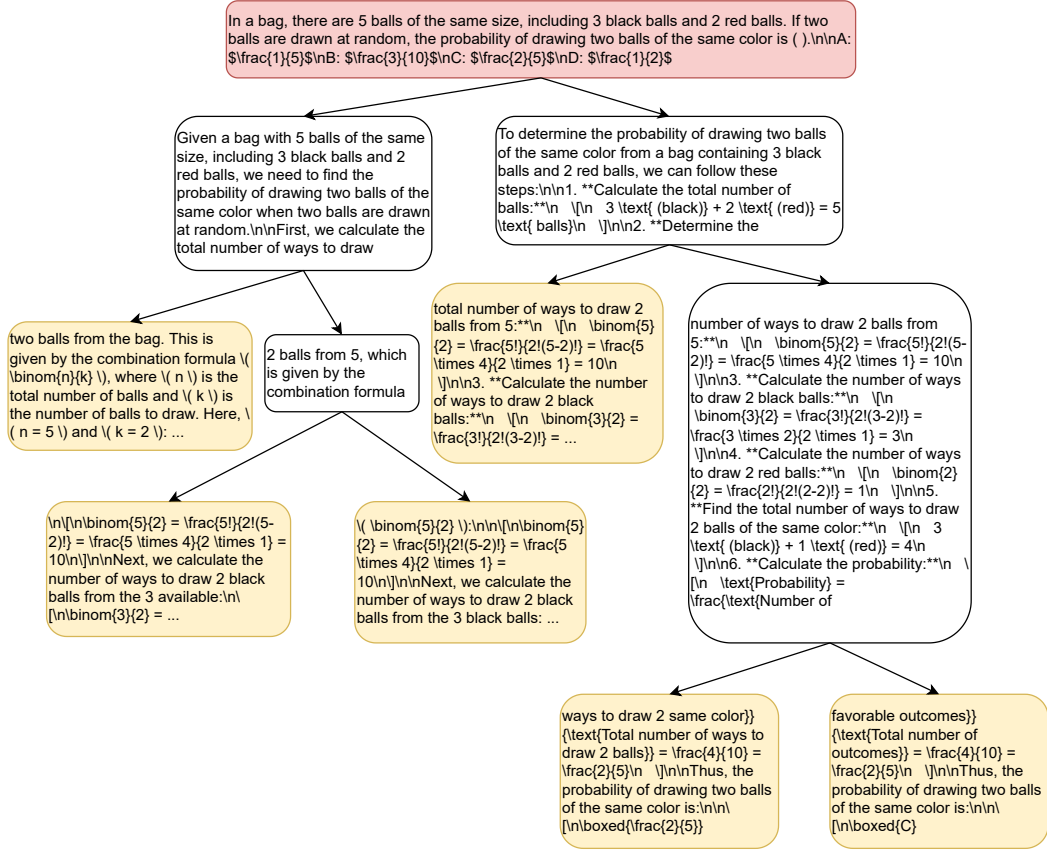 In a bag, there are 5 balls of the same size, including 3 black balls and 2 red balls. If two
balls are drawn at random, the probability of drawing two balls of the same color is ( ).\n\nA:
$\frac{1}{5}$\nB: $\frac{3}{10}$\nC: $\frac{2}{5}$\nD: $\frac{1}{2}$
Given a bag with 5 balls of the same
size, including 3 black balls and 2
red balls, we need to find the
probability of drawing two balls of the
same color when two balls are drawn
at random.\n\nFirst, we calculate the
total number of ways to draw
To determine the probability of drawing two balls
of the same color from a bag containing 3 black
balls and 2 red balls, we can follow these
steps:\n\n1. **Calculate the total number of
balls:**\n   \[\n   3 \text{ (black)} + 2 \text{ (red)} = 5
\text{ balls}\n   \]\n\n2. **Determine the
two balls from the bag. This is
given by the combination formula \(
\binom{n}{k} \), where \( n \) is the
total number of balls and \( k \) is
the number of balls to draw. Here, \
( n = 5 \) and \( k = 2 \): ...
2 balls from 5, which
is given by the
combination formula
total number of ways to draw 2
balls from 5:**\n   \[\n   \binom{5}
{2} = \frac{5!}{2!(5-2)!} = \frac{5
\times 4}{2 \times 1} = 10\n
\]\n\n3. **Calculate the number
of ways to draw 2 black
balls:**\n   \[\n   \binom{3}{2} =
\frac{3!}{2!(3-2)!} = ...
number of ways to draw 2 balls from
5:**\n   \[\n   \binom{5}{2} = \frac{5!}{2!(5-
2)!} = \frac{5 \times 4}{2 \times 1} = 10\n
\]\n\n3. **Calculate the number of ways
to draw 2 black balls:**\n   \[\n
\binom{3}{2} = \frac{3!}{2!(3-2)!} =
\frac{3 \times 2}{2 \times 1} = 3\n
\]\n\n4. **Calculate the number of ways
to draw 2 red balls:**\n   \[\n   \binom{2}
{2} = \frac{2!}{2!(2-2)!} = 1\n   \]\n\n5.
**Find the total number of ways to draw
2 balls of the same color:**\n   \[\n   3
\text{ (black)} + 1 \text{ (red)} = 4\n
\]\n\n6. **Calculate the probability:**\n   \
[\n   \text{Probability} =
\frac{\text{Number of
\n\[\n\binom{5}{2} = \frac{5!}{2!(5-
2)!} = \frac{5 \times 4}{2 \times 1} =
10\n\]\n\nNext, we calculate the
number of ways to draw 2 black
balls from the 3 available:\n\
[\n\binom{3}{2} = ...
\( \binom{5}{2} \):\n\n\[\n\binom{5}
{2} = \frac{5!}{2!(5-2)!} = \frac{5
\times 4}{2 \times 1} =
10\n\]\n\nNext, we calculate the
number of ways to draw 2 black
balls from the 3 black balls: ...
ways to draw 2 same color}}
{\text{Total number of ways to
draw 2 balls}} = \frac{4}{10} =
\frac{2}{5}\n   \]\n\nThus, the
probability of drawing two balls
of the same color is:\n\n\
[\n\boxed{\frac{2}{5}}
favorable outcomes}}
{\text{Total number of
outcomes}} = \frac{4}{10} =
\frac{2}{5}\n   \]\n\nThus, the
probability of drawing two balls
of the same color is:\n\n\
[\n\boxed{C}